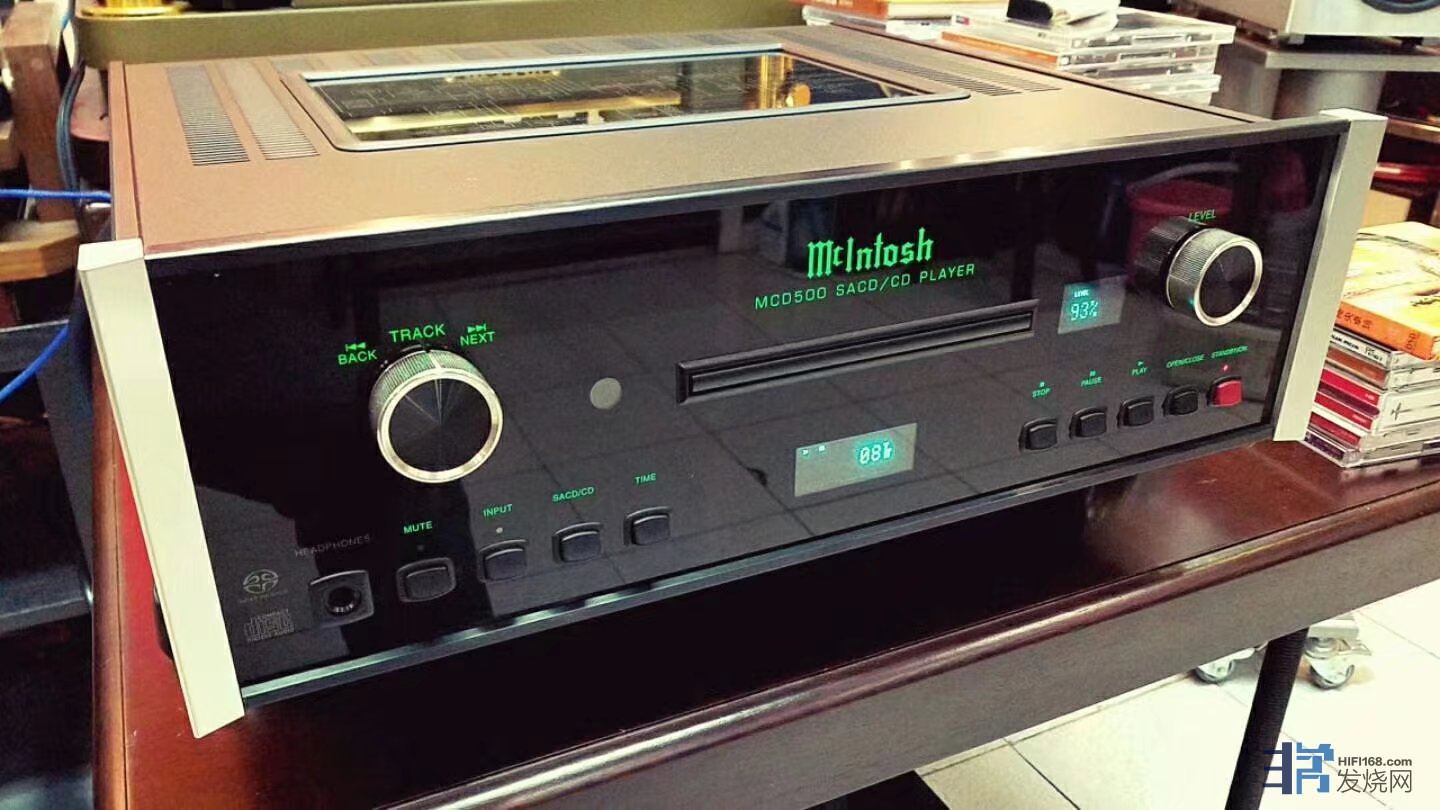 McIntosh
MCD500 SACD/CD PLAYER
LEVEL
LEVEL
93%
TRACK
BACK
NEXT
STOP
PAUSE
PLAY
OPEN/CLOSE
STANDBY/ON
08
TIME
SACD/CD
INPUT
MUTE
HEADPHONES
HIFI168.com
发烧网